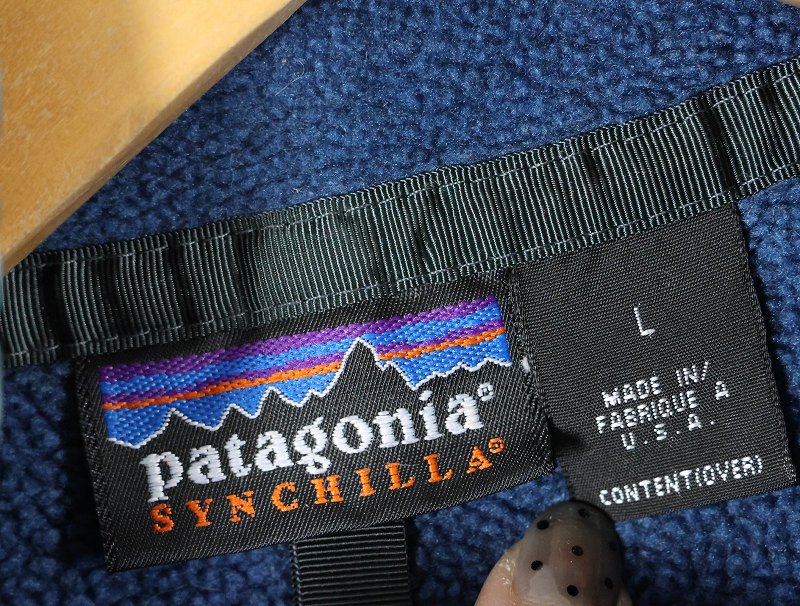 patagonia®
SYNCHILLA®
L
MADE IN/
FABRIQUE A
U.S.A.
CONTENT(OVER)